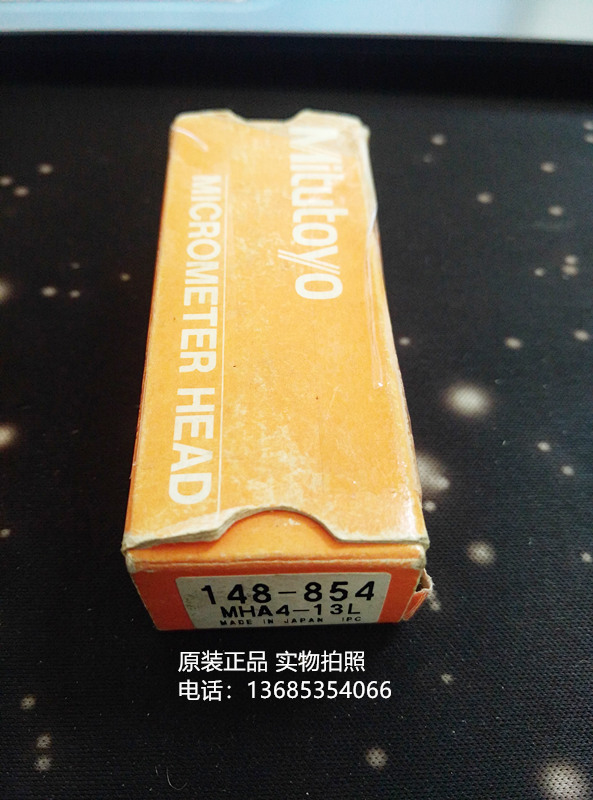 Mitutoyo
MICROMETER HEAD
148-854
MHA4-13L
MADE IN JAPAN 1PC
原装正品 实物拍照
电话：13685354066